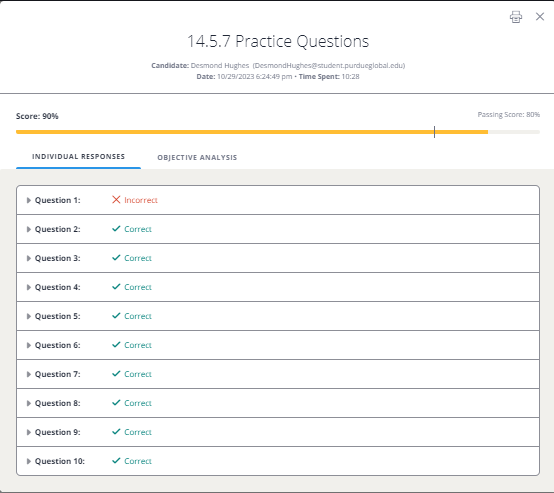 14.5.7 Practice Questions
Candidate: Desmond Hughes (DesmondHughes@student.purdueglobal.edu)
Date: 10/29/2023 6:24:49 pm • Time Spent: 10:28
Score: 90% Passing Score: 80%
INDIVIDUAL RESPONSES OBJECTIVE ANALYSIS
Question 1: Incorrect
Question 2: Correct
Question 3: Correct
Question 4: Correct
Question 5: Correct
Question 6: Correct
Question 7: Correct
Question 8: Correct
Question 9: Correct
Question 10: Correct